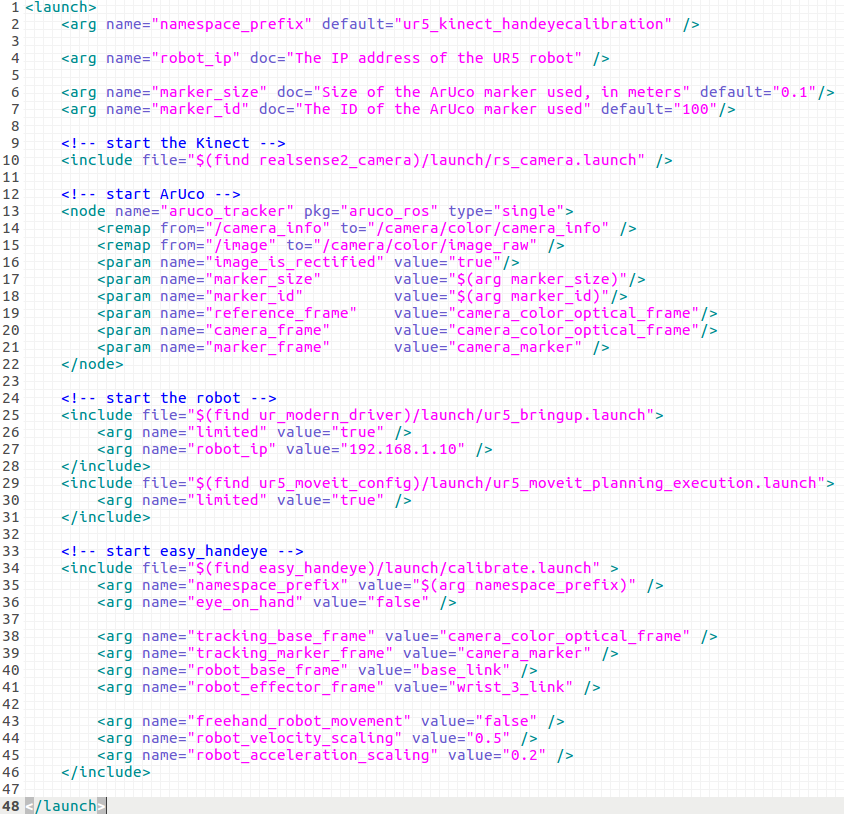 1 <launch>
2     <arg name="namespace_prefix" default="ur5_kinect_handeyecalibration" />
3
4     <arg name="robot_ip" doc="The IP address of the UR5 robot" />
5
6     <arg name="marker_size" doc="Size of the ArUco marker used, in meters" default="0.1"/>
7     <arg name="marker_id" doc="The ID of the ArUco marker used" default="100"/>
8
9     <!-- start the Kinect -->
10     <include file="$(find realsense2_camera)/launch/rs_camera.launch" />
11
12     <!-- start ArUco -->
13     <node name="aruco_tracker" pkg="aruco_ros" type="single">
14         <remap from="/camera_info" to="/camera/color/camera_info" />
15         <remap from="/image" to="/camera/color/image_raw" />
16         <param name="image_is_rectified" value="true"/>
17         <param name="marker_size"        value="$(arg marker_size)"/>
18         <param name="marker_id"          value="$(arg marker_id)"/>
19         <param name="reference_frame"    value="camera_color_optical_frame"/>
20         <param name="camera_frame"       value="camera_color_optical_frame"/>
21         <param name="marker_frame"       value="camera_marker" />
22     </node>
23
24     <!-- start the robot -->
25     <include file="$(find ur_modern_driver)/launch/ur5_bringup.launch">
26         <arg name="limited" value="true" />
27         <arg name="robot_ip" value="192.168.1.10" />
28     </include>
29     <include file="$(find ur5_moveit_config)/launch/ur5_moveit_planning_execution.launch">
30         <arg name="limited" value="true" />
31     </include>
32
33     <!-- start easy_handeye -->
34     <include file="$(find easy_handeye)/launch/calibrate.launch" >
35         <arg name="namespace_prefix" value="$(arg namespace_prefix)" />
36         <arg name="eye_on_hand" value="false" />
37
38         <arg name="tracking_base_frame" value="camera_color_optical_frame" />
39         <arg name="tracking_marker_frame" value="camera_marker" />
40         <arg name="robot_base_frame" value="base_link" />
41         <arg name="robot_effector_frame" value="wrist_3_link" />
42
43         <arg name="freehand_robot_movement" value="false" />
44         <arg name="robot_velocity_scaling" value="0.5" />
45         <arg name="robot_acceleration_scaling" value="0.2" />
46     </include>
47
48 </launch>